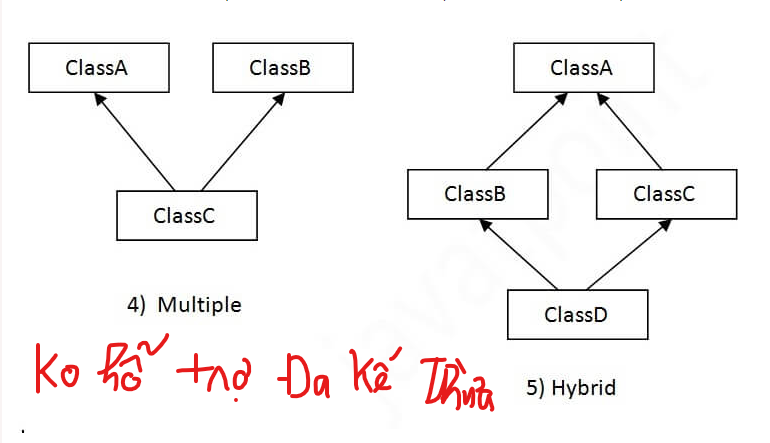 ClassA
ClassB
ClassC
4) Multiple
ClassA
ClassB
ClassC
ClassD
5) Hybrid
Ko hỗ trợ Đa kế Thừa